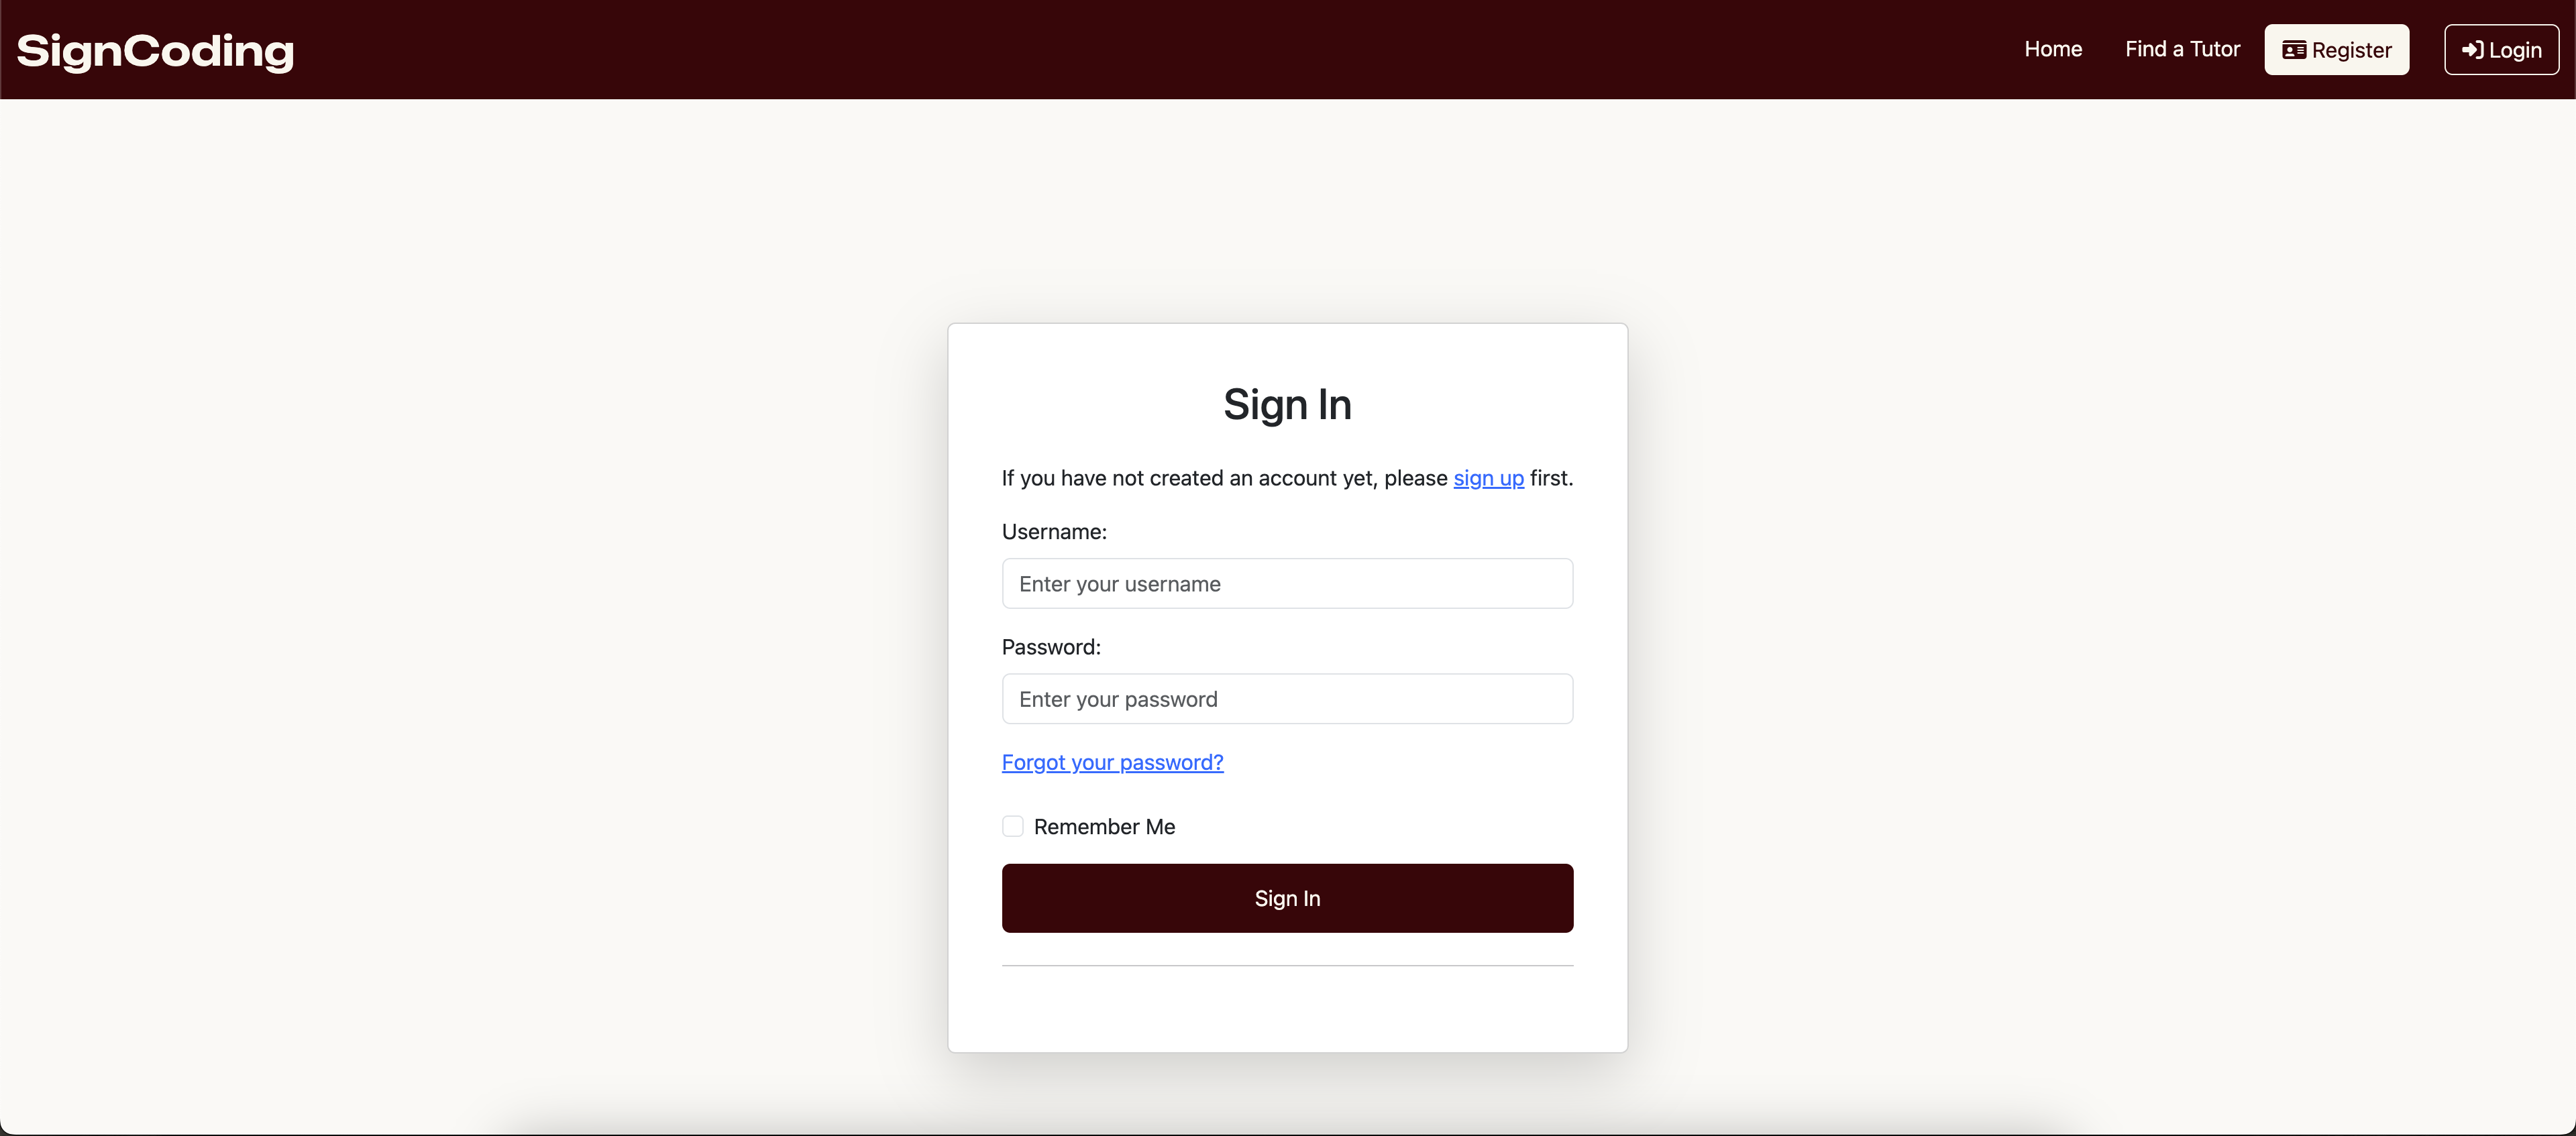 SignCoding
Home
Find a Tutor
Register
Login
Sign In
If you have not created an account yet, please sign up first.
Username:
Enter your username
Password:
Enter your password
Forgot your password?
Remember Me
Sign In